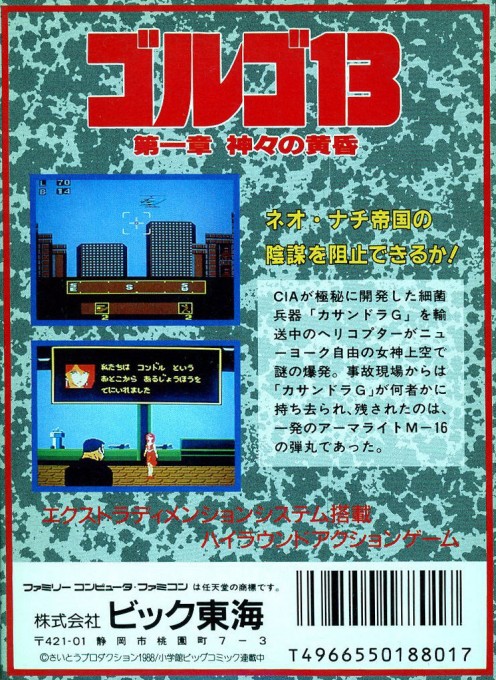 ゴルゴ13
第一章 神々の黄昏
L 70
B 14
ネオ・ナチ帝国の
陰謀を阻止できるか!
2 S 0
2 2
CIAが極秘に開発した細菌
兵器「カサンドラG」を輸
送中のヘリコプターがニュ
ーヨーク自由の女神上空で
謎の爆発。事故現場からは
「カサンドラG」が何者かに
持ち去られ、残されたのは、
一発のアーマライトM-16
の弾丸であった。
私たちは コンドル という
おとこから あるじょうほうを
てにいれました
エクストラディメンションシステム搭載
ハイラウンドアクションゲーム
ファミリー コンピュータ・ファミコン は任天堂の商標です。
株式会社 ビック東海
〒421-01 静岡市桃園町7-3
©さいとうプロダクション1988/小学館ビッグコミック連載中
T4966550188017